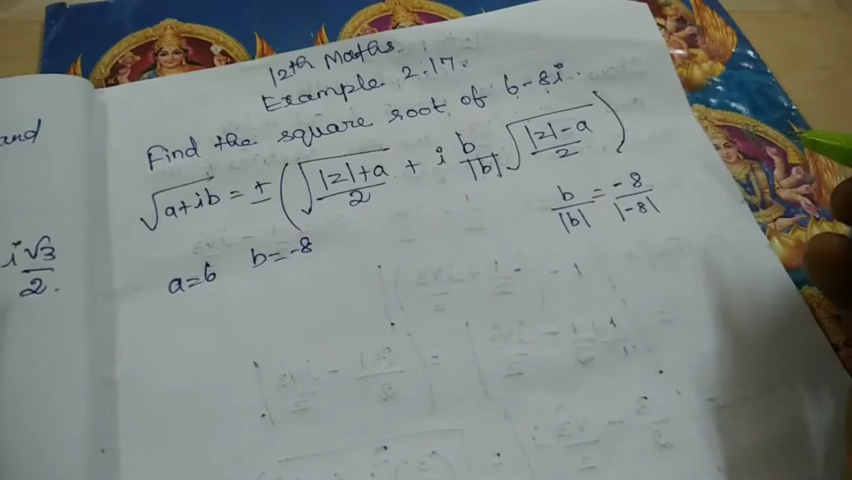 12th Maths.
Example 2.17.
Find the square root of 6-8i.
√(a+ib) = ± ( √((|z|+a)/2) + i b/|b| √((|z|-a)/2) )
b/|b| = -8/|-8|
a=6 b=-8
and
i√3/2.